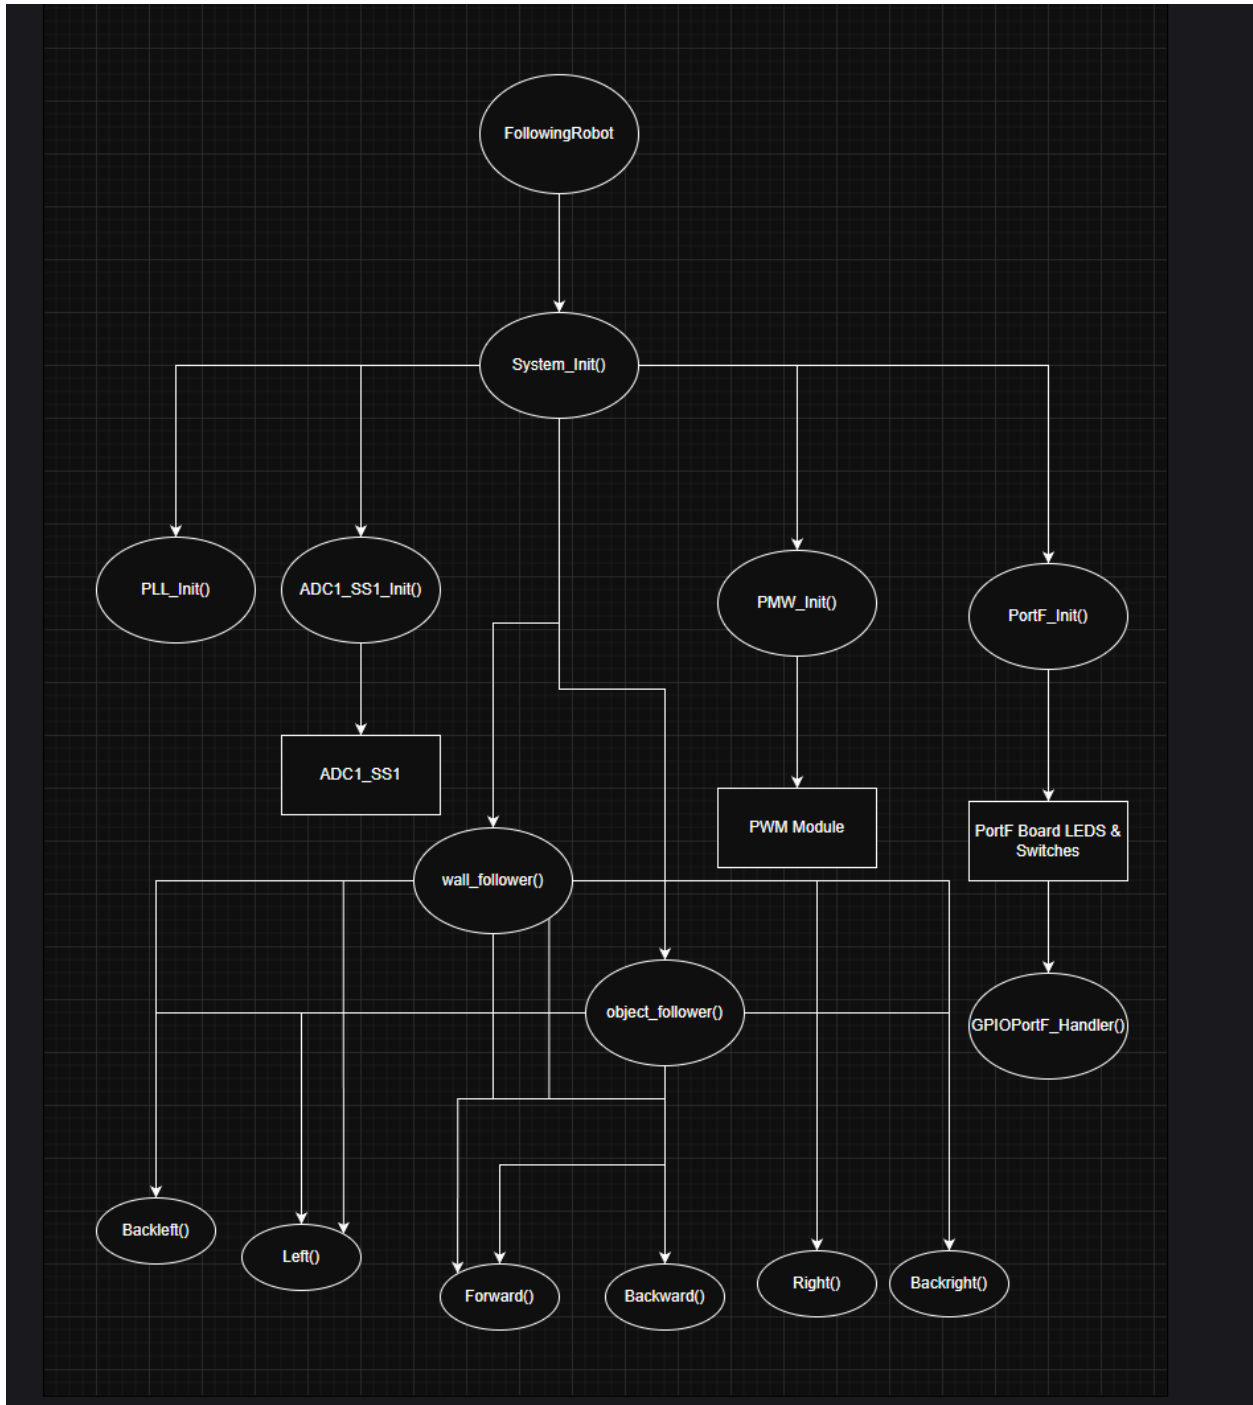 FollowingRobot
System_Init()
PLL_Init()
ADC1_SS1_Init()
PMW_Init()
PortF_Init()
ADC1_SS1
PWM Module
PortF Board LEDS &
Switches
wall_follower()
object_follower()
GPIOPortF_Handler()
Backleft()
Left()
Forward()
Backward()
Right()
Backright()